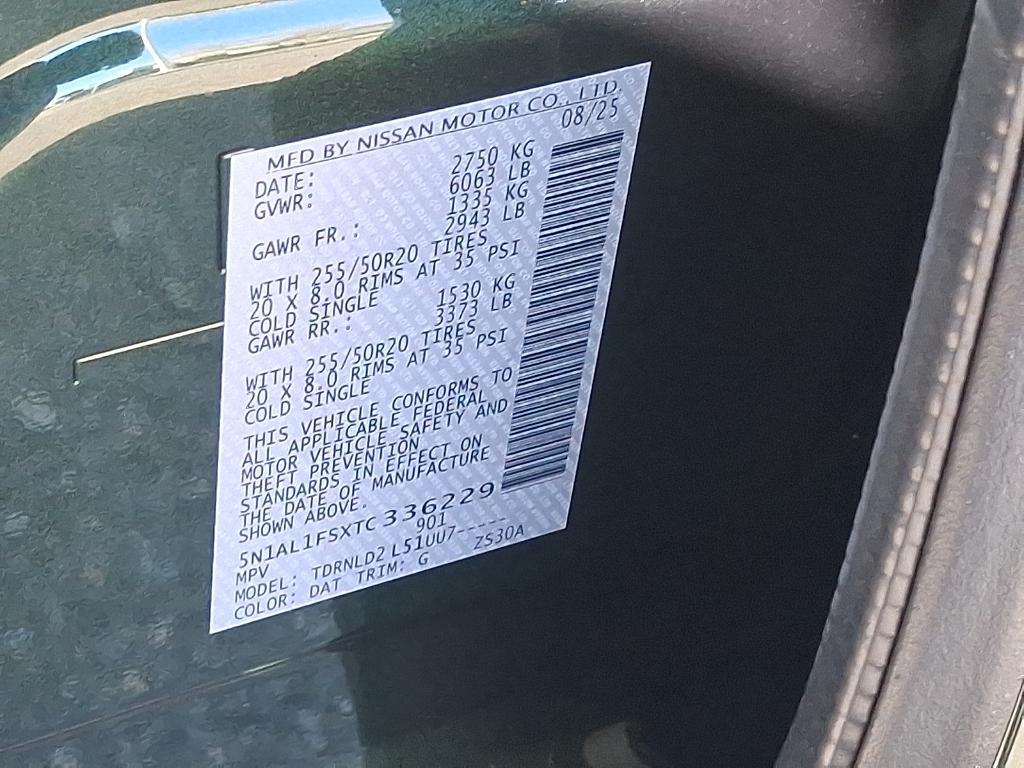 MFD BY NISSAN MOTOR CO., LTD.
DATE: 08/25
GVWR: 2750 KG
6063 LB
GAWR FR.: 1335 KG
2943 LB
WITH 255/50R20 TIRES
20 X 8.0 RIMS AT 35 PSI
COLD SINGLE
GAWR RR.: 1530 KG
3373 LB
WITH 255/50R20 TIRES
20 X 8.0 RIMS AT 35 PSI
COLD SINGLE
THIS VEHICLE CONFORMS TO
ALL APPLICABLE FEDERAL
MOTOR VEHICLE SAFETY AND
THEFT PREVENTION
STANDARDS IN EFFECT ON
THE DATE OF MANUFACTURE
SHOWN ABOVE.
5N1AL1FSXTC336229
MPV 901
MODEL: TDRNLD2 L51UU7------
COLOR: DAT TRIM: G ZS30A